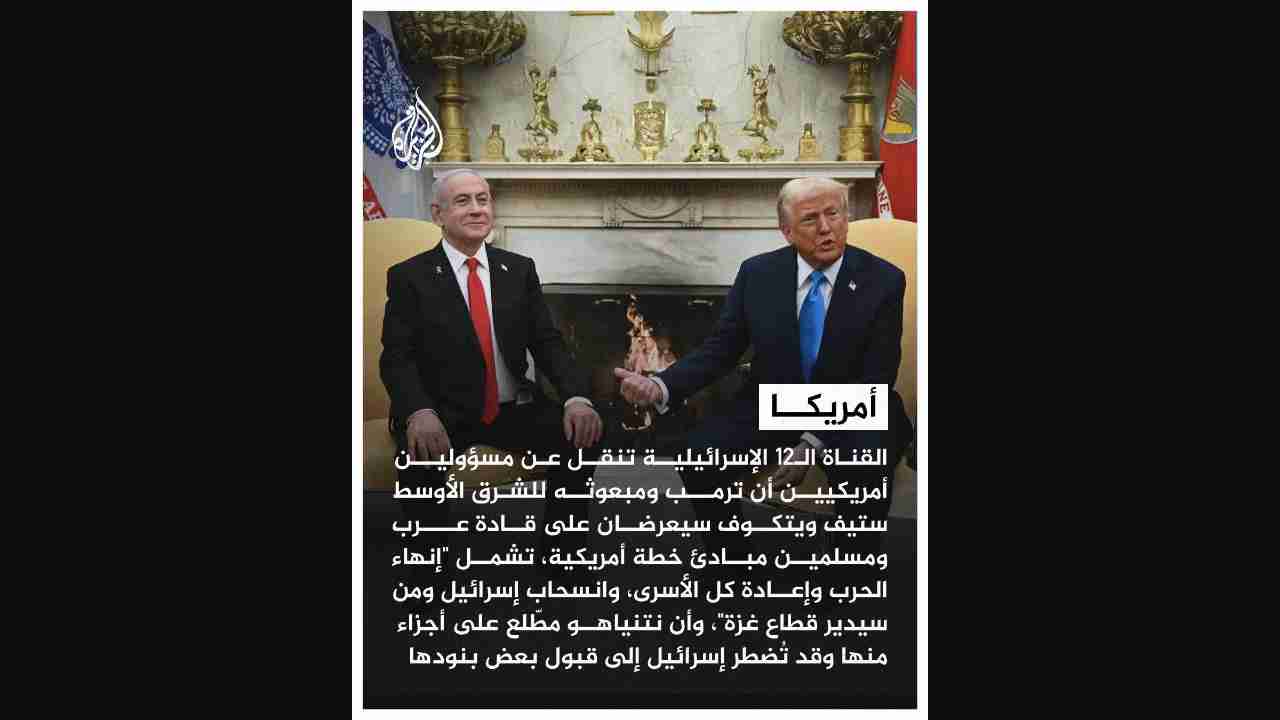 الجزيرة
أمريكا
القناة الـ12 الإسرائيلية تنقل عن مسؤولين
أمريكيين أن ترمب ومبعوثه للشرق الأوسط
ستيف ويتكوف سيعرضان على قادة عرب
ومسلمين مبادئ خطة أمريكية، تشمل "إنهاء
الحرب وإعادة كل الأسرى، وانسحاب إسرائيل ومن
سيدير قطاع غزة"، وأن نتنياهو مطّلع على أجزاء
منها وقد تُضطر إسرائيل إلى قبول بعض بنودها